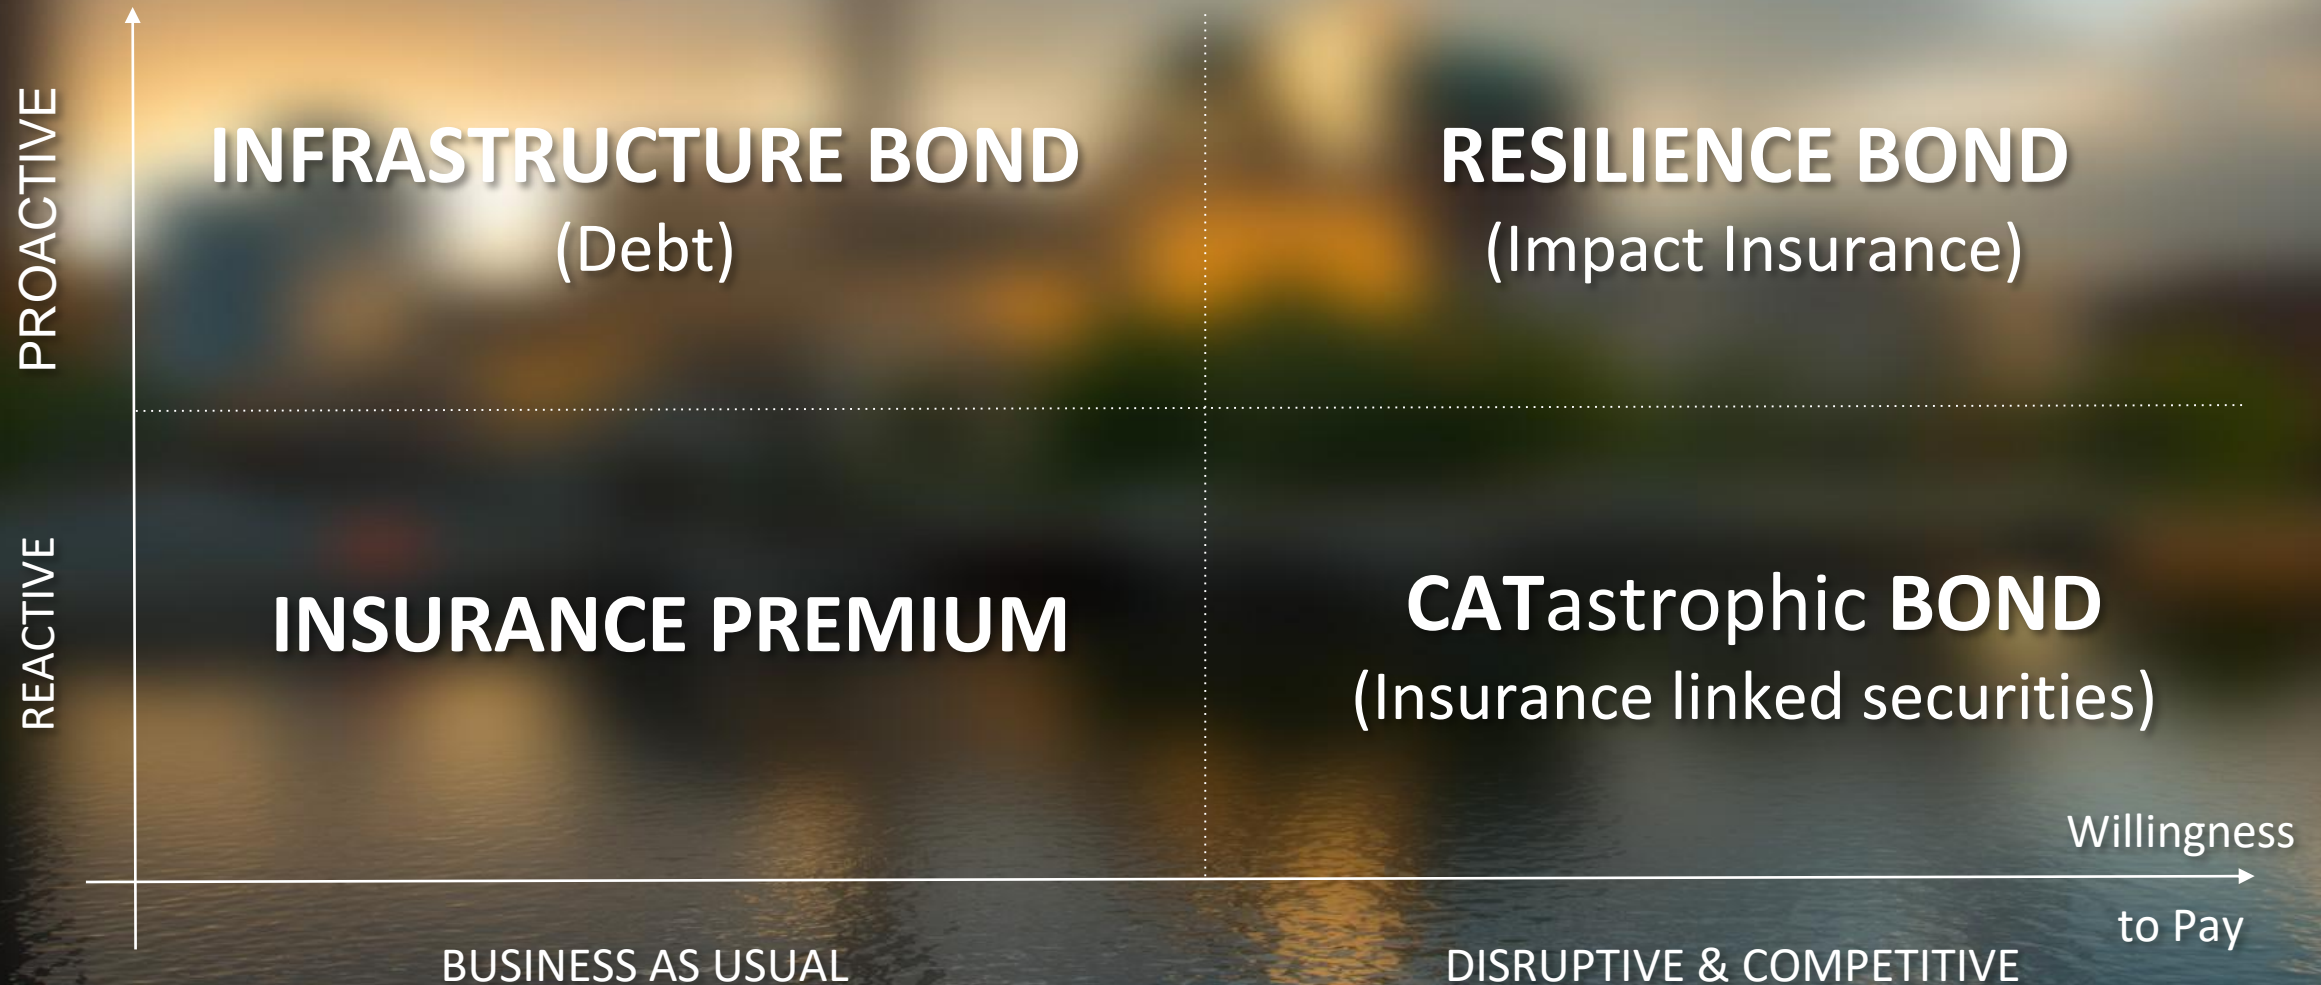 PROACTIVE
INFRASTRUCTURE BOND
(Debt)
RESILIENCE BOND
(Impact Insurance)
REACTIVE
INSURANCE PREMIUM
CATastrophic BOND
(Insurance linked securities)
Willingness
to Pay
BUSINESS AS USUAL
DISRUPTIVE & COMPETITIVE